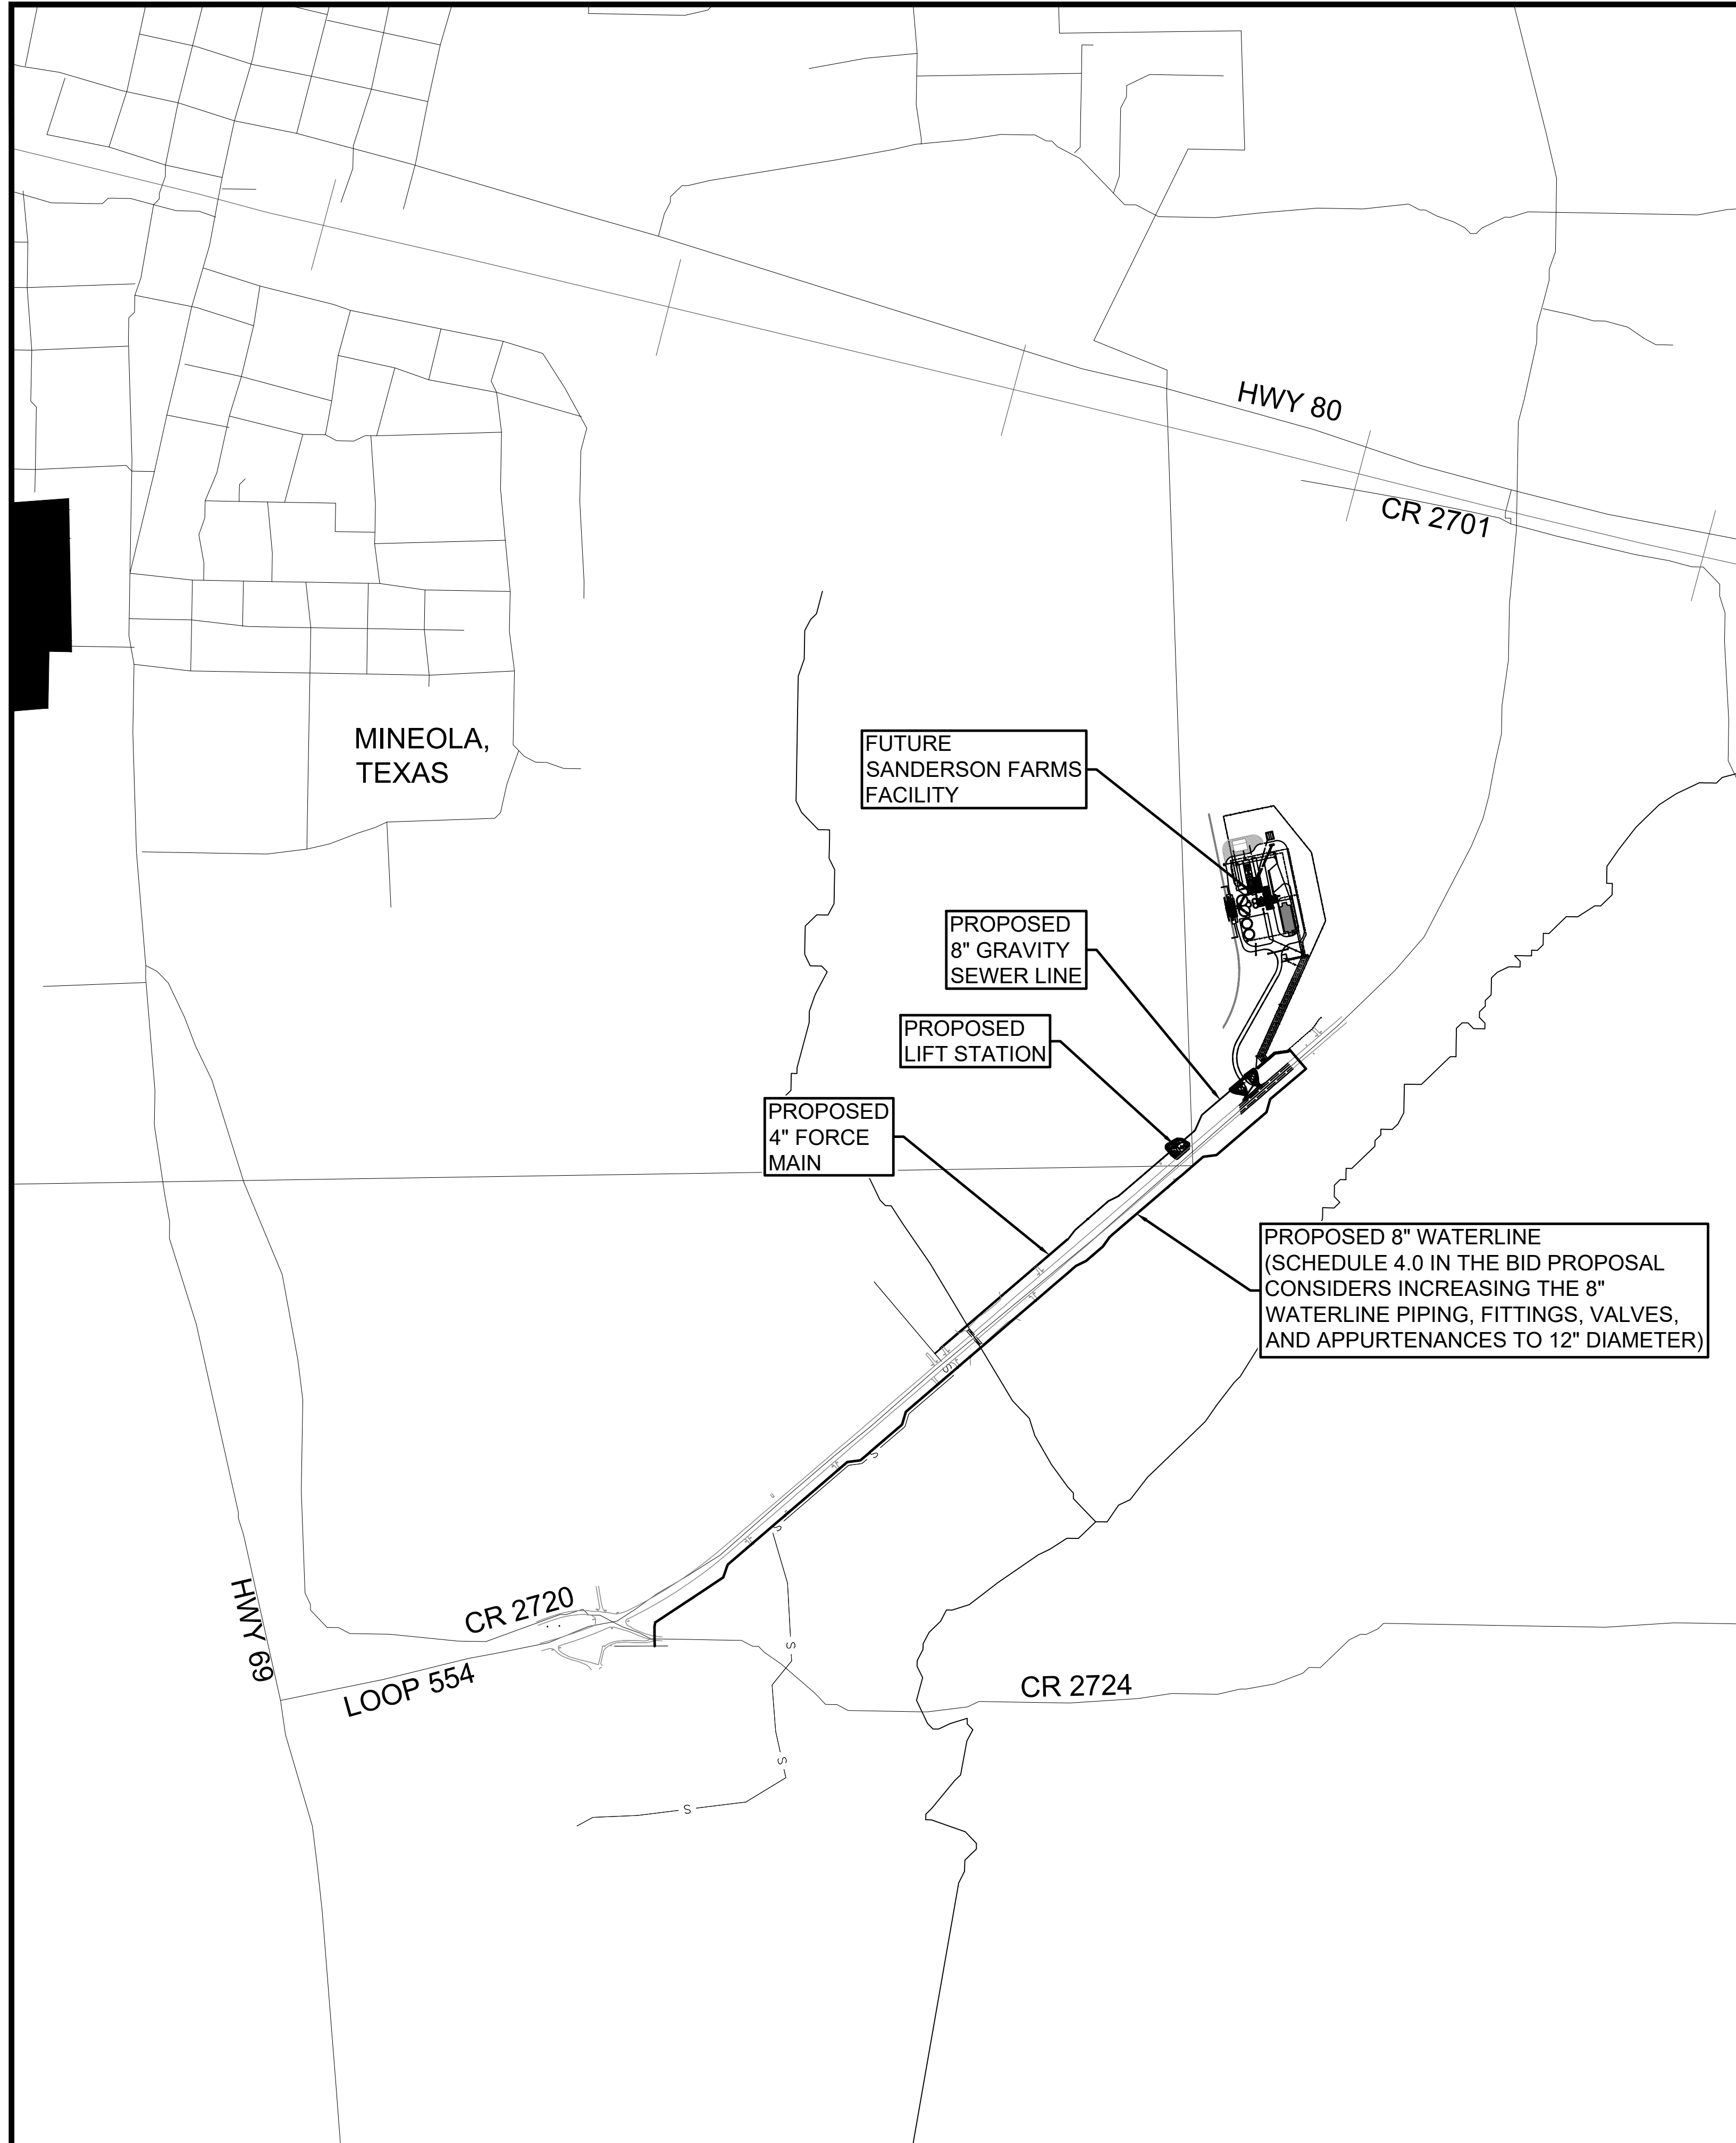 HWY 80
CR 2701
MINEOLA,
TEXAS
FUTURE
SANDERSON FARMS
FACILITY
PROPOSED
8" GRAVITY
SEWER LINE
PROPOSED
LIFT STATION
PROPOSED
4" FORCE
MAIN
PROPOSED 8" WATERLINE
(SCHEDULE 4.0 IN THE BID PROPOSAL
CONSIDERS INCREASING THE 8"
WATERLINE PIPING, FITTINGS, VALVES,
AND APPURTENANCES TO 12" DIAMETER)
S
S
S
CR 2720
HWY 69
LOOP 554
CR 2724
S
S
S